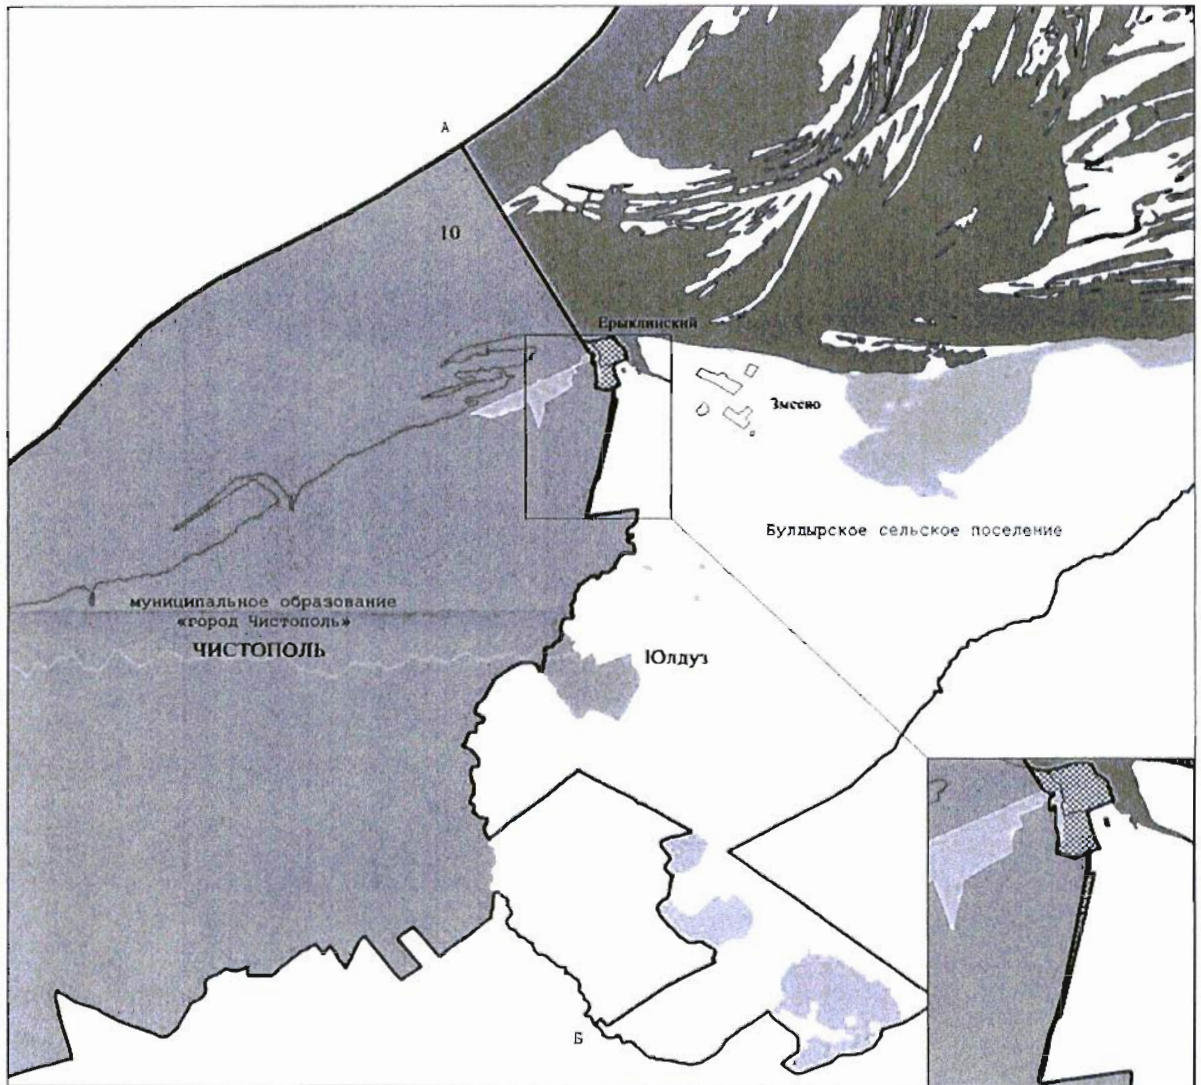 А
10
Ерыклинский
Змеево
Булдырское сельское поселение
муниципальное образование
«город Чистополь»
ЧИСТОПОЛЬ
Юлдуз
Б